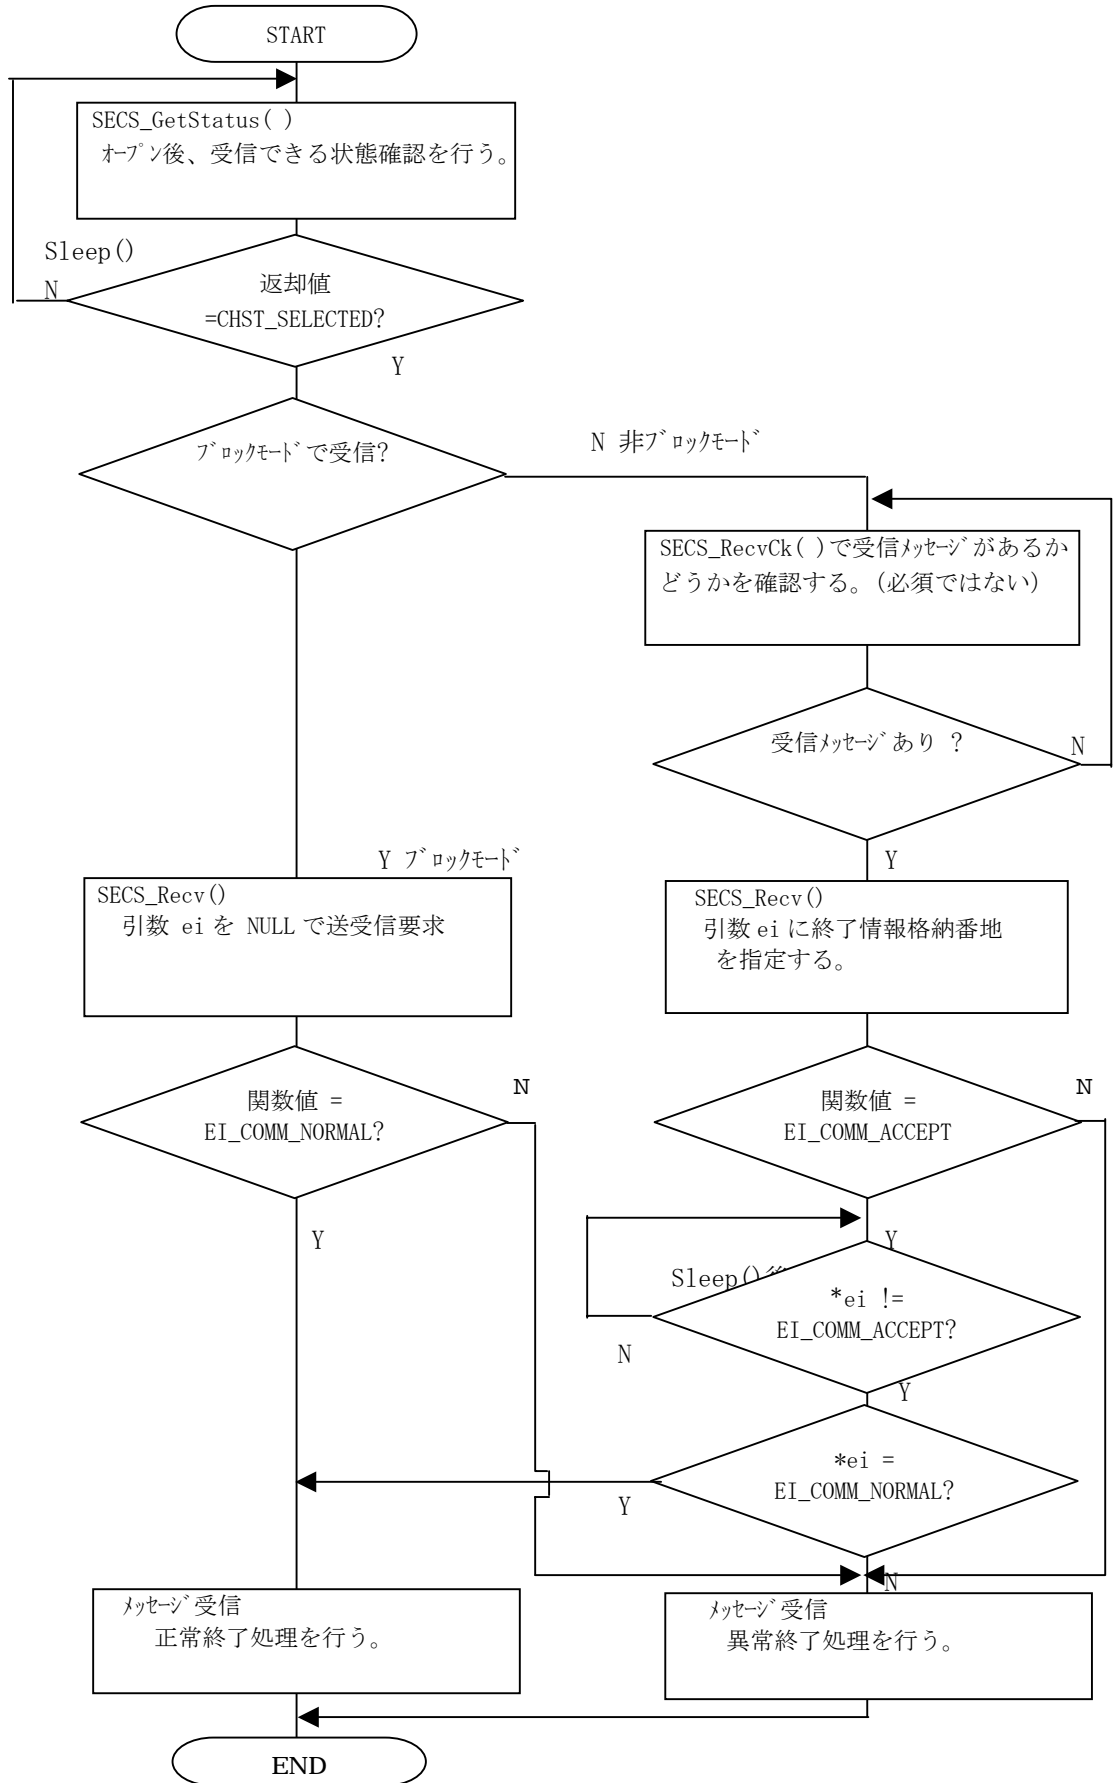 START
SECS_GetStatus( )
ｵｰﾌﾟﾝ後、受信できる状態確認を行う。
Sleep()
N
返却値
=CHST_SELECTED?
Y
ﾌﾞﾛｯｸﾓｰﾄﾞで受信?
N 非ﾌﾞﾛｯｸﾓｰﾄﾞ
SECS_RecvCk( )で受信ﾒｯｾｰｼﾞがあるか
どうかを確認する。(必須ではない)
受信ﾒｯｾｰｼﾞあり ?
N
Y
Y ﾌﾞﾛｯｸﾓｰﾄﾞ
SECS_Recv()
引数 ei を NULL で送受信要求
SECS_Recv()
引数 ei に終了情報格納番地
を指定する。
関数値 =
EI_COMM_NORMAL?
N
Y
関数値 =
EI_COMM_ACCEPT
N
Y
Sleep()
*ei !=
EI_COMM_ACCEPT?
N
Y
*ei =
EI_COMM_NORMAL?
Y
N
ﾒｯｾｰｼﾞ受信
正常終了処理を行う。
ﾒｯｾｰｼﾞ受信
異常終了処理を行う。
END